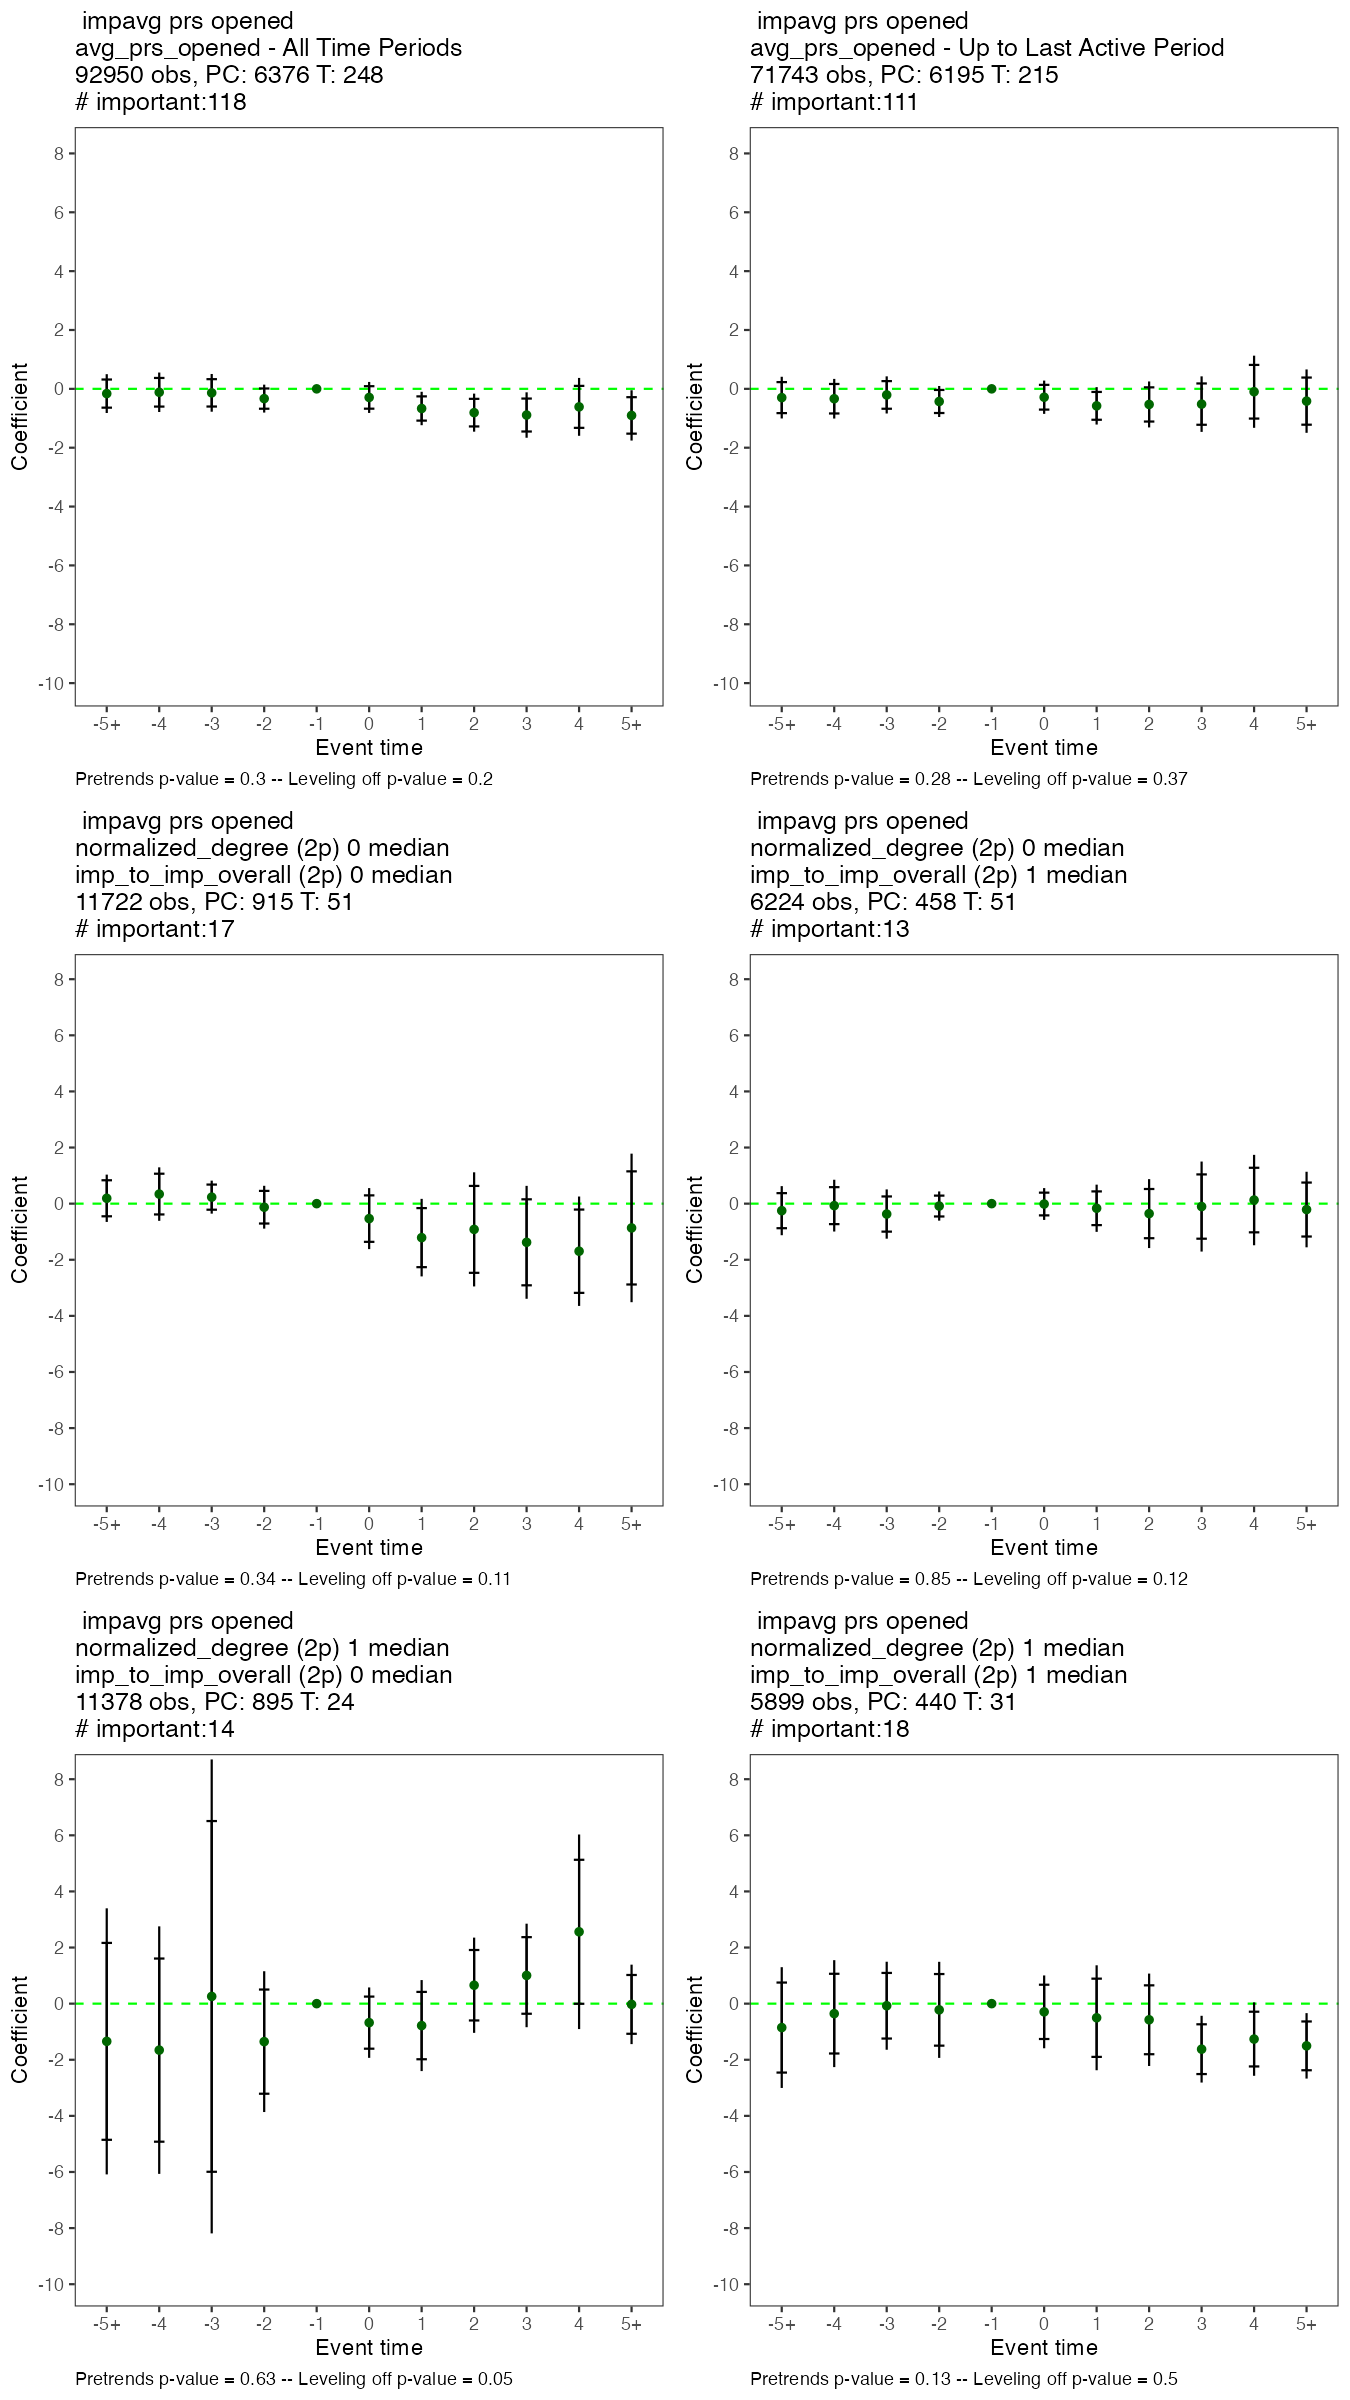 impavg prs opened
avg_prs_opened - All Time Periods
92950 obs, PC: 6376 T: 248
# important:118
8
6
4
2
0
-2
-4
-6
-8
-10
Coefficient
-5+ -4 -3 -2 -1 0 1 2 3 4 5+
Event time
Pretrends p-value = 0.3 -- Leveling off p-value = 0.2
impavg prs opened
avg_prs_opened - Up to Last Active Period
71743 obs, PC: 6195 T: 215
# important:111
8
6
4
2
0
-2
-4
-6
-8
-10
Coefficient
-5+ -4 -3 -2 -1 0 1 2 3 4 5+
Event time
Pretrends p-value = 0.28 -- Leveling off p-value = 0.37
impavg prs opened
normalized_degree (2p) 0 median
imp_to_imp_overall (2p) 0 median
11722 obs, PC: 915 T: 51
# important:17
8
6
4
2
0
-2
-4
-6
-8
-10
Coefficient
-5+ -4 -3 -2 -1 0 1 2 3 4 5+
Event time
Pretrends p-value = 0.34 -- Leveling off p-value = 0.11
impavg prs opened
normalized_degree (2p) 0 median
imp_to_imp_overall (2p) 1 median
6224 obs, PC: 458 T: 51
# important:13
8
6
4
2
0
-2
-4
-6
-8
-10
Coefficient
-5+ -4 -3 -2 -1 0 1 2 3 4 5+
Event time
Pretrends p-value = 0.85 -- Leveling off p-value = 0.12
impavg prs opened
normalized_degree (2p) 1 median
imp_to_imp_overall (2p) 0 median
11378 obs, PC: 895 T: 24
# important:14
8
6
4
2
0
-2
-4
-6
-8
-10
Coefficient
-5+ -4 -3 -2 -1 0 1 2 3 4 5+
Event time
Pretrends p-value = 0.63 -- Leveling off p-value = 0.05
impavg prs opened
normalized_degree (2p) 1 median
imp_to_imp_overall (2p) 1 median
5899 obs, PC: 440 T: 31
# important:18
8
6
4
2
0
-2
-4
-6
-8
-10
Coefficient
-5+ -4 -3 -2 -1 0 1 2 3 4 5+
Event time
Pretrends p-value = 0.13 -- Leveling off p-value = 0.5